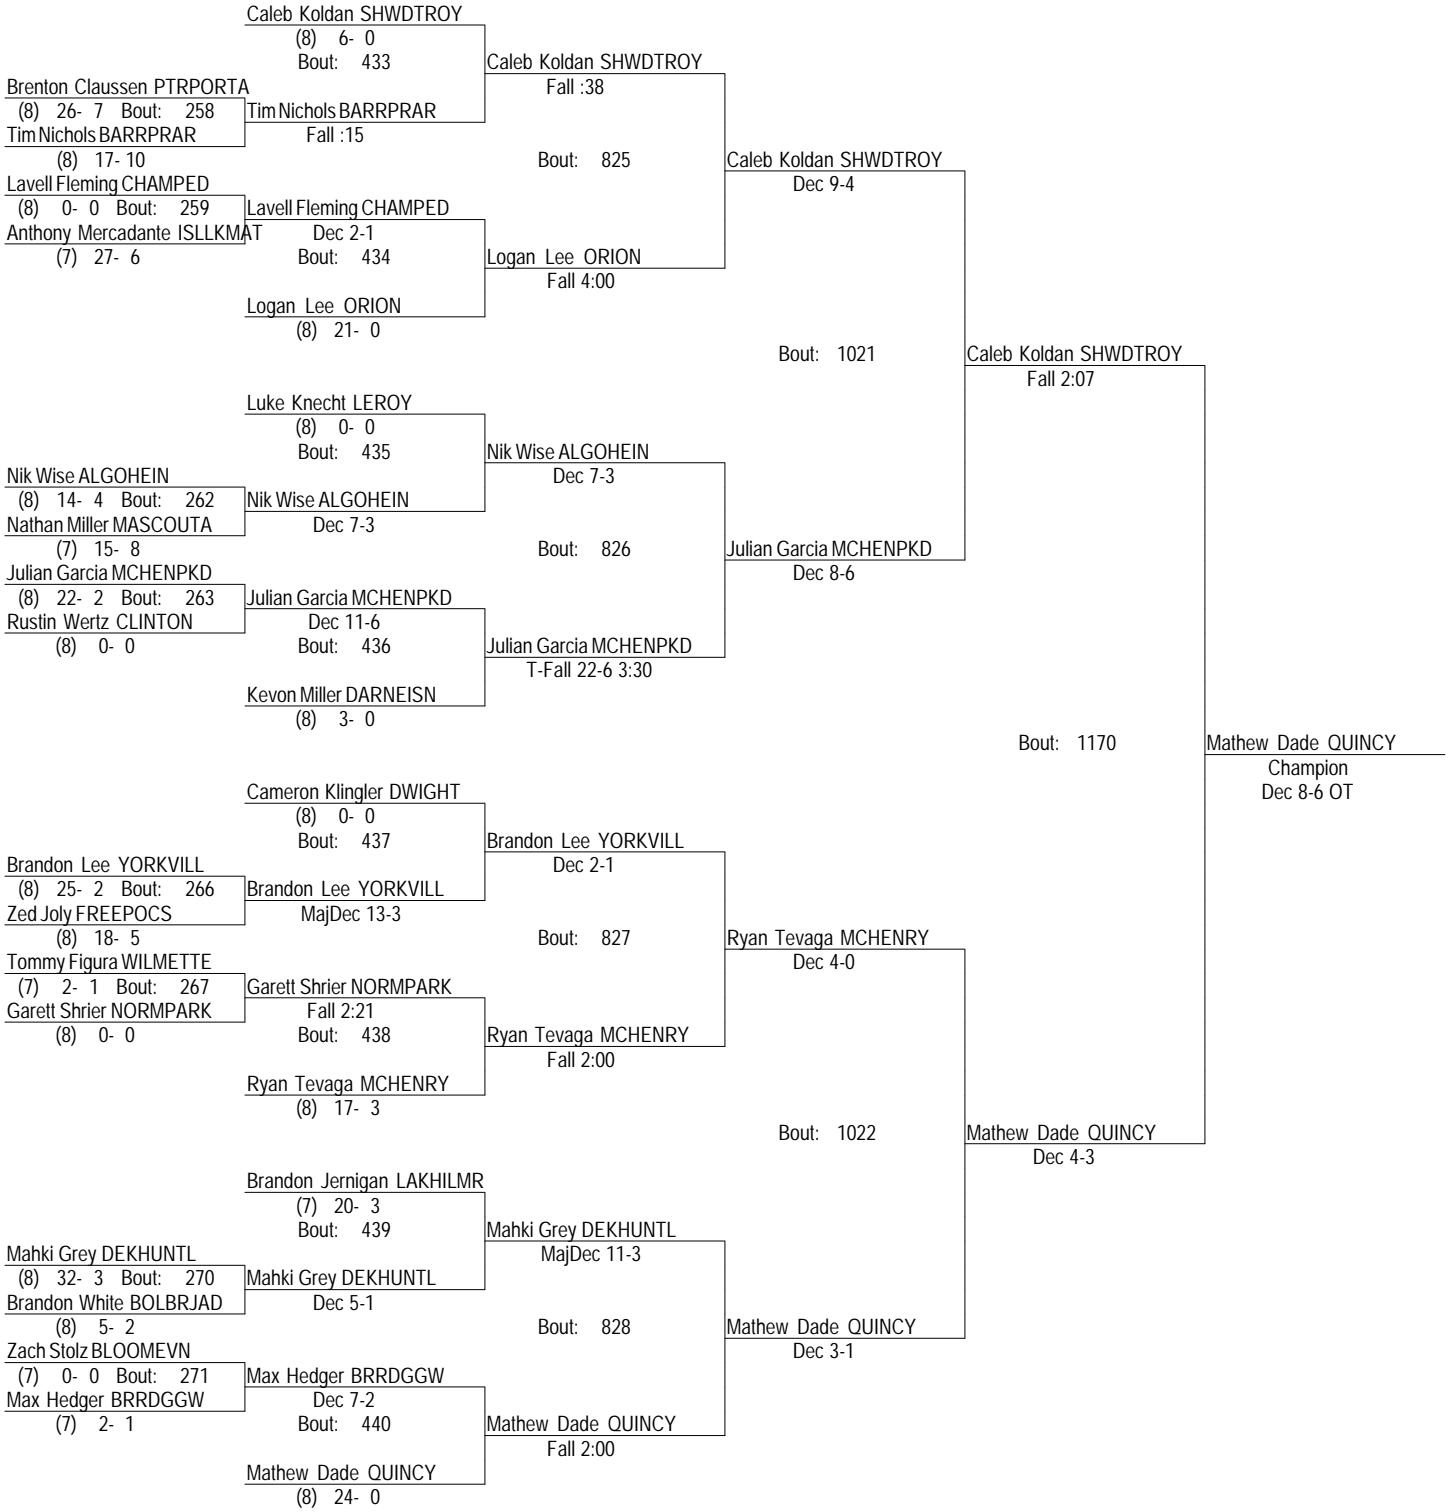 Caleb Koldan SHWDTROY
(8) 6- 0
Bout: 433
Caleb Koldan SHWDTROY
Fall :38
Brenton Claussen PTRPORTA
(8) 26- 7 Bout: 258
Tim Nichols BARRPRAR
Tim Nichols BARRPRAR
Fall :15
(8) 17- 10
Bout: 825
Caleb Koldan SHWDTROY
Dec 9-4
Lavell Fleming CHAMPED
(8) 0- 0 Bout: 259
Lavell Fleming CHAMPED
Anthony Mercadante ISLLKMAT
Dec 2-1
(7) 27- 6
Bout: 434
Logan Lee ORION
Fall 4:00
Logan Lee ORION
(8) 21- 0
Bout: 1021
Caleb Koldan SHWDTROY
Fall 2:07
Luke Knecht LEROY
(8) 0- 0
Bout: 435
Nik Wise ALGOHEIN
Dec 7-3
Nik Wise ALGOHEIN
(8) 14- 4 Bout: 262
Nik Wise ALGOHEIN
Nathan Miller MASCOUTA
Dec 7-3
(7) 15- 8
Bout: 826
Julian Garcia MCHENPKD
Dec 8-6
Julian Garcia MCHENPKD
(8) 22- 2 Bout: 263
Julian Garcia MCHENPKD
Rustin Wertz CLINTON
Dec 11-6
(8) 0- 0
Bout: 436
Julian Garcia MCHENPKD
T-Fall 22-6 3:30
Kevon Miller DARNEISN
(8) 3- 0
Bout: 1170
Mathew Dade QUINCY
Champion
Dec 8-6 OT
Cameron Klingler DWIGHT
(8) 0- 0
Bout: 437
Brandon Lee YORKVILL
Dec 2-1
Brandon Lee YORKVILL
(8) 25- 2 Bout: 266
Brandon Lee YORKVILL
Zed Joly FREEPOCS
MajDec 13-3
(8) 18- 5
Bout: 827
Ryan Tevaga MCHENRY
Dec 4-0
Tommy Figura WILMETTE
(7) 2- 1 Bout: 267
Garett Shrier NORMPARK
Garett Shrier NORMPARK
Fall 2:21
(8) 0- 0
Bout: 438
Ryan Tevaga MCHENRY
Fall 2:00
Ryan Tevaga MCHENRY
(8) 17- 3
Bout: 1022
Mathew Dade QUINCY
Dec 4-3
Brandon Jernigan LAKHILMR
(7) 20- 3
Bout: 439
Mahki Grey DEKHUNTL
MajDec 11-3
Mahki Grey DEKHUNTL
(8) 32- 3 Bout: 270
Mahki Grey DEKHUNTL
Brandon White BOLBRJAD
Dec 5-1
(8) 5- 2
Bout: 828
Mathew Dade QUINCY
Dec 3-1
Zach Stolz BLOOMEVN
(7) 0- 0 Bout: 271
Max Hedger BRRDGGW
Max Hedger BRRDGGW
Dec 7-2
(7) 2- 1
Bout: 440
Mathew Dade QUINCY
Fall 2:00
Mathew Dade QUINCY
(8) 24- 0